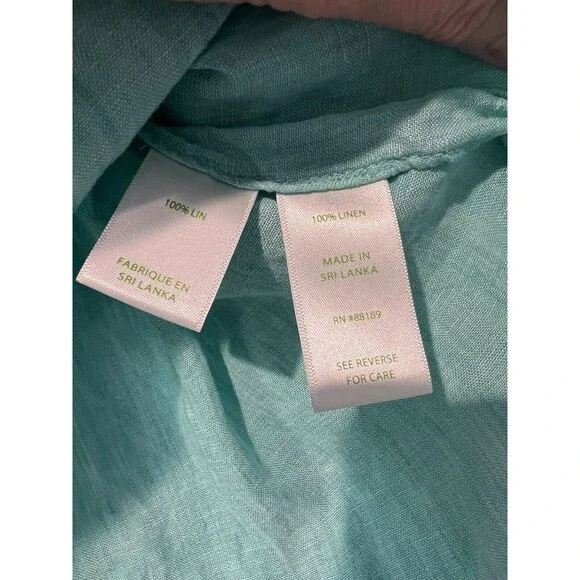 100% LIN
FABRIQUE EN
SRI LANKA
100% LINEN
MADE IN
SRI LANKA
RN #88189
SEE REVERSE
FOR CARE